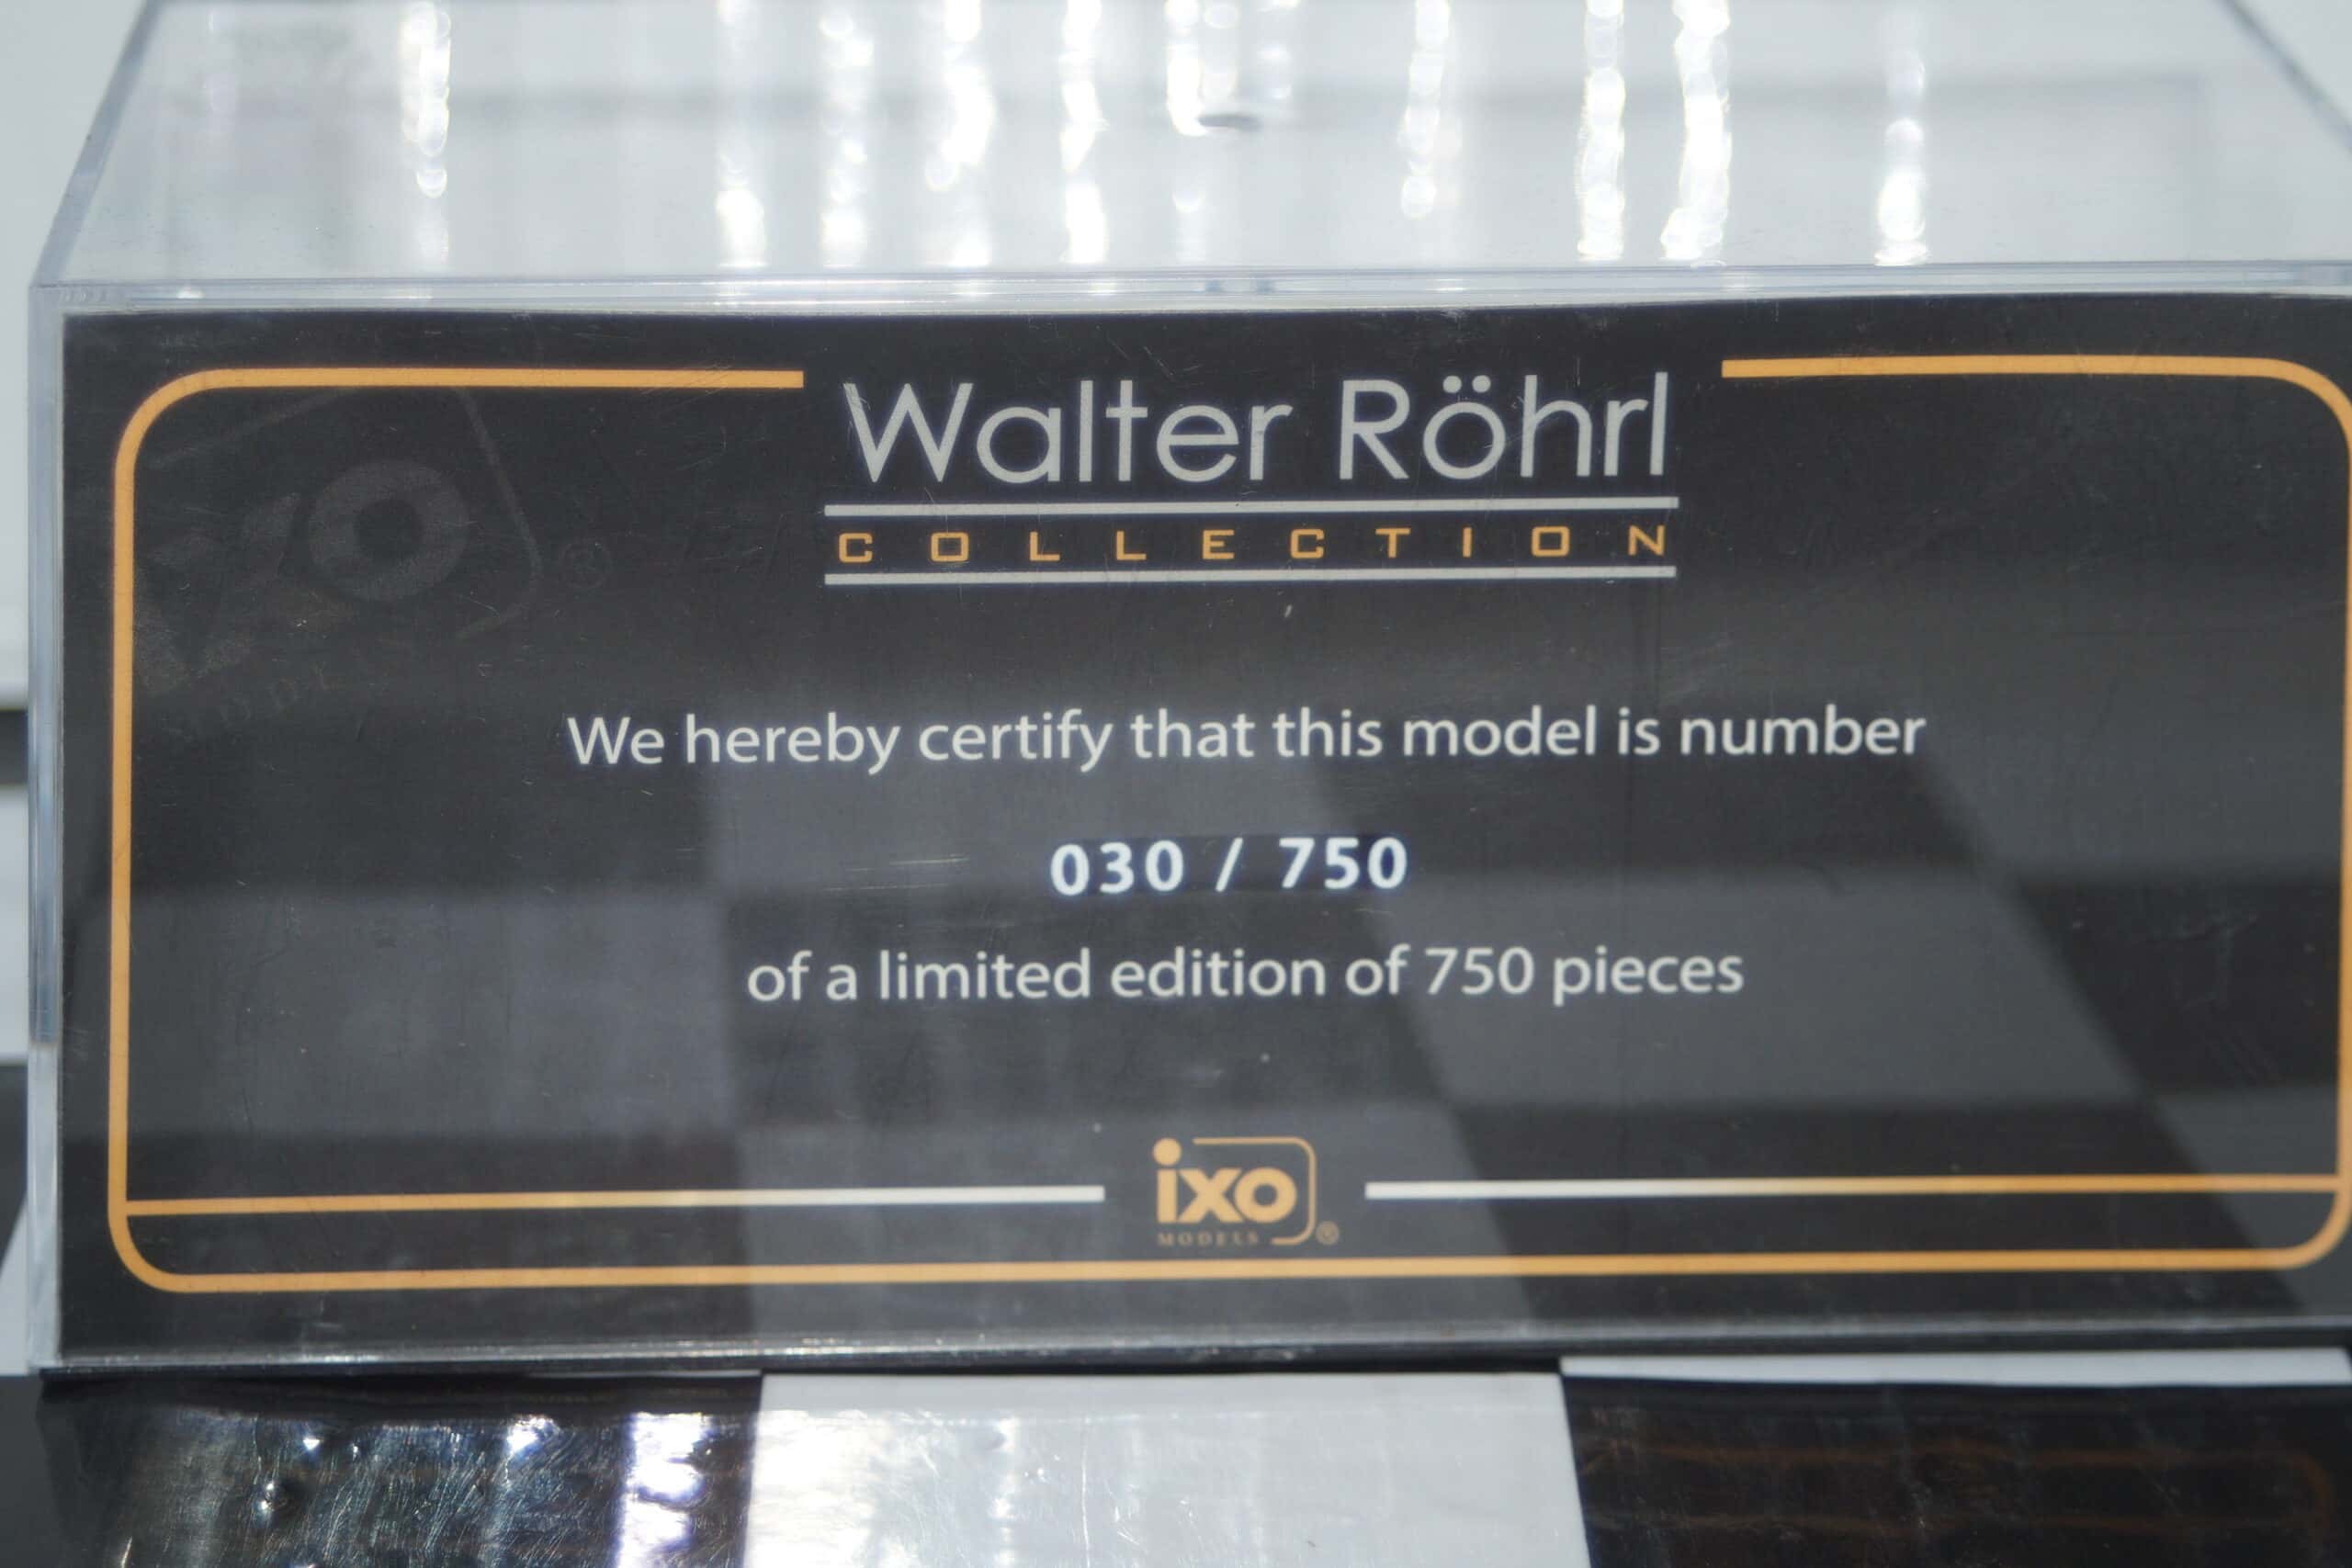 Walter Röhrl
COLLECTION
We hereby certify that this model is number
030 / 750
of a limited edition of 750 pieces
ixo
MODELS ®
xo ®